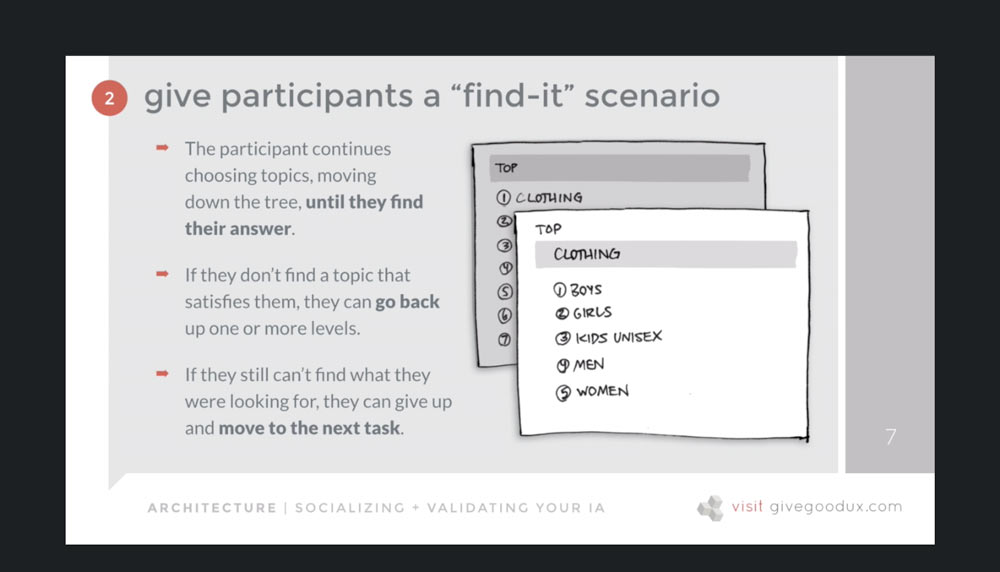 2 give participants a “find-it” scenario
➡ The participant continues
choosing topics, moving
down the tree, until they find
their answer.
➡ If they don’t find a topic that
satisfies them, they can go back
up one or more levels.
➡ If they still can’t find what they
were looking for, they can give up
and move to the next task.
TOP
① CLOTHING
②
③
④
⑤
⑥
⑦
TOP
CLOTHING
① BOYS
② GIRLS
③ KIDS UNISEX
④ MEN
⑤ WOMEN
7
ARCHITECTURE | SOCIALIZING + VALIDATING YOUR IA
visit givegoodux.com